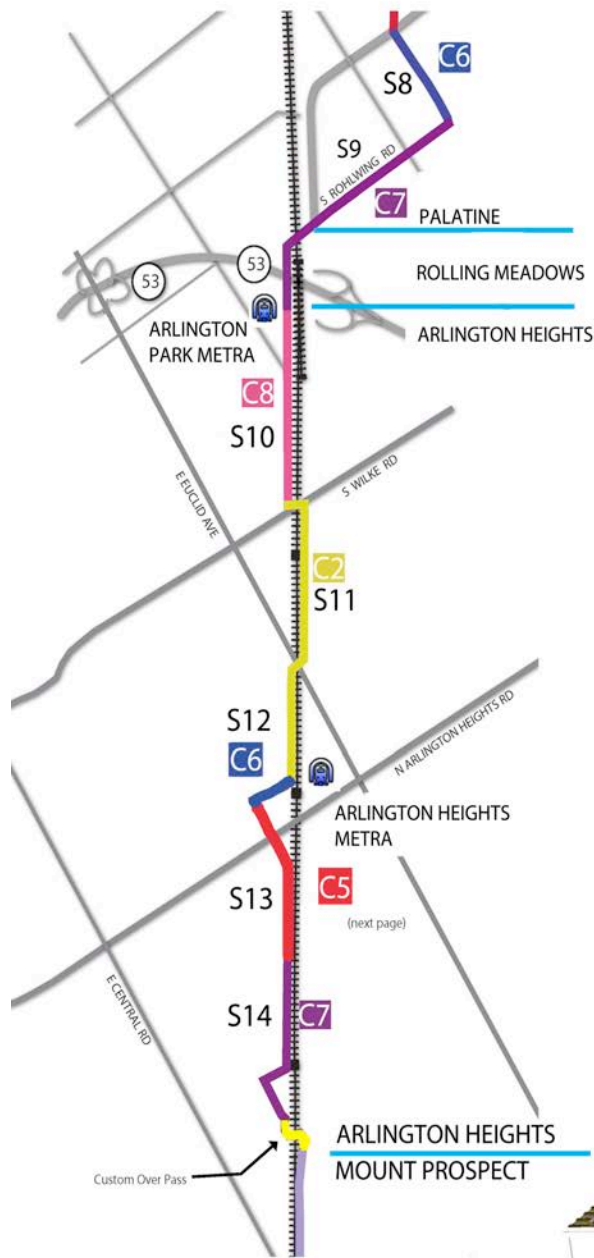 C6
S8
S9
S ROHLWING RD
C7
PALATINE
53
53
ROLLING MEADOWS
ARLINGTON
PARK METRA
ARLINGTON HEIGHTS
C8
S10
S WILKE RD
E EUCLID AVE
C2
S11
S12
C6
N ARLINGTON HEIGHTS RD
ARLINGTON HEIGHTS
METRA
S13
C5
(next page)
E CENTRAL RD
S14
C7
ARLINGTON HEIGHTS
MOUNT PROSPECT
Custom Over Pass